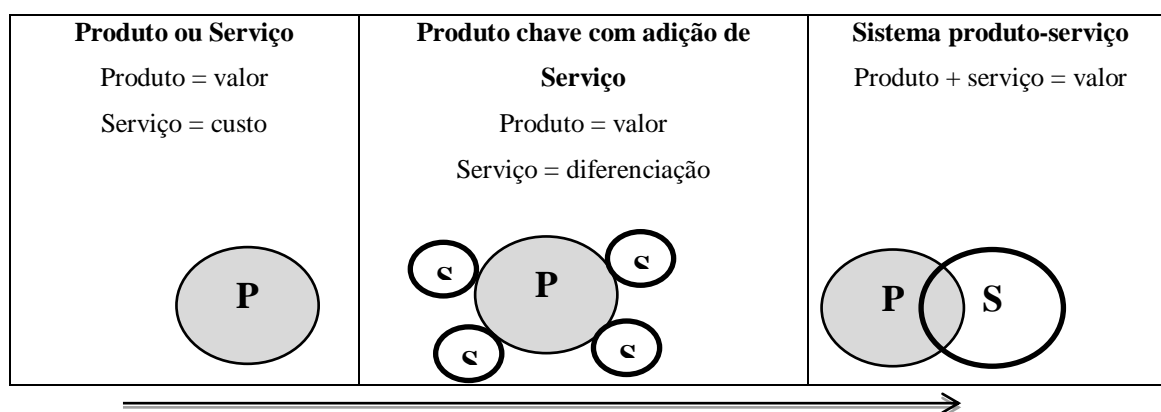 Produto ou Serviço
Produto = valor
Serviço = custo
P
Produto chave com adição de
Serviço
Produto = valor
Serviço = diferenciação
S
S
P
S
S
Sistema produto-serviço
Produto + serviço = valor
P
S